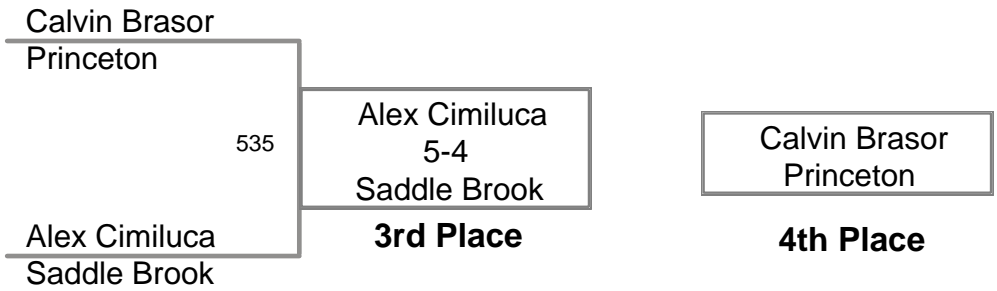 Calvin Brasor
Princeton
535
Alex Cimiluca
Saddle Brook
Alex Cimiluca
5-4
Saddle Brook
3rd Place
Calvin Brasor
Princeton
4th Place